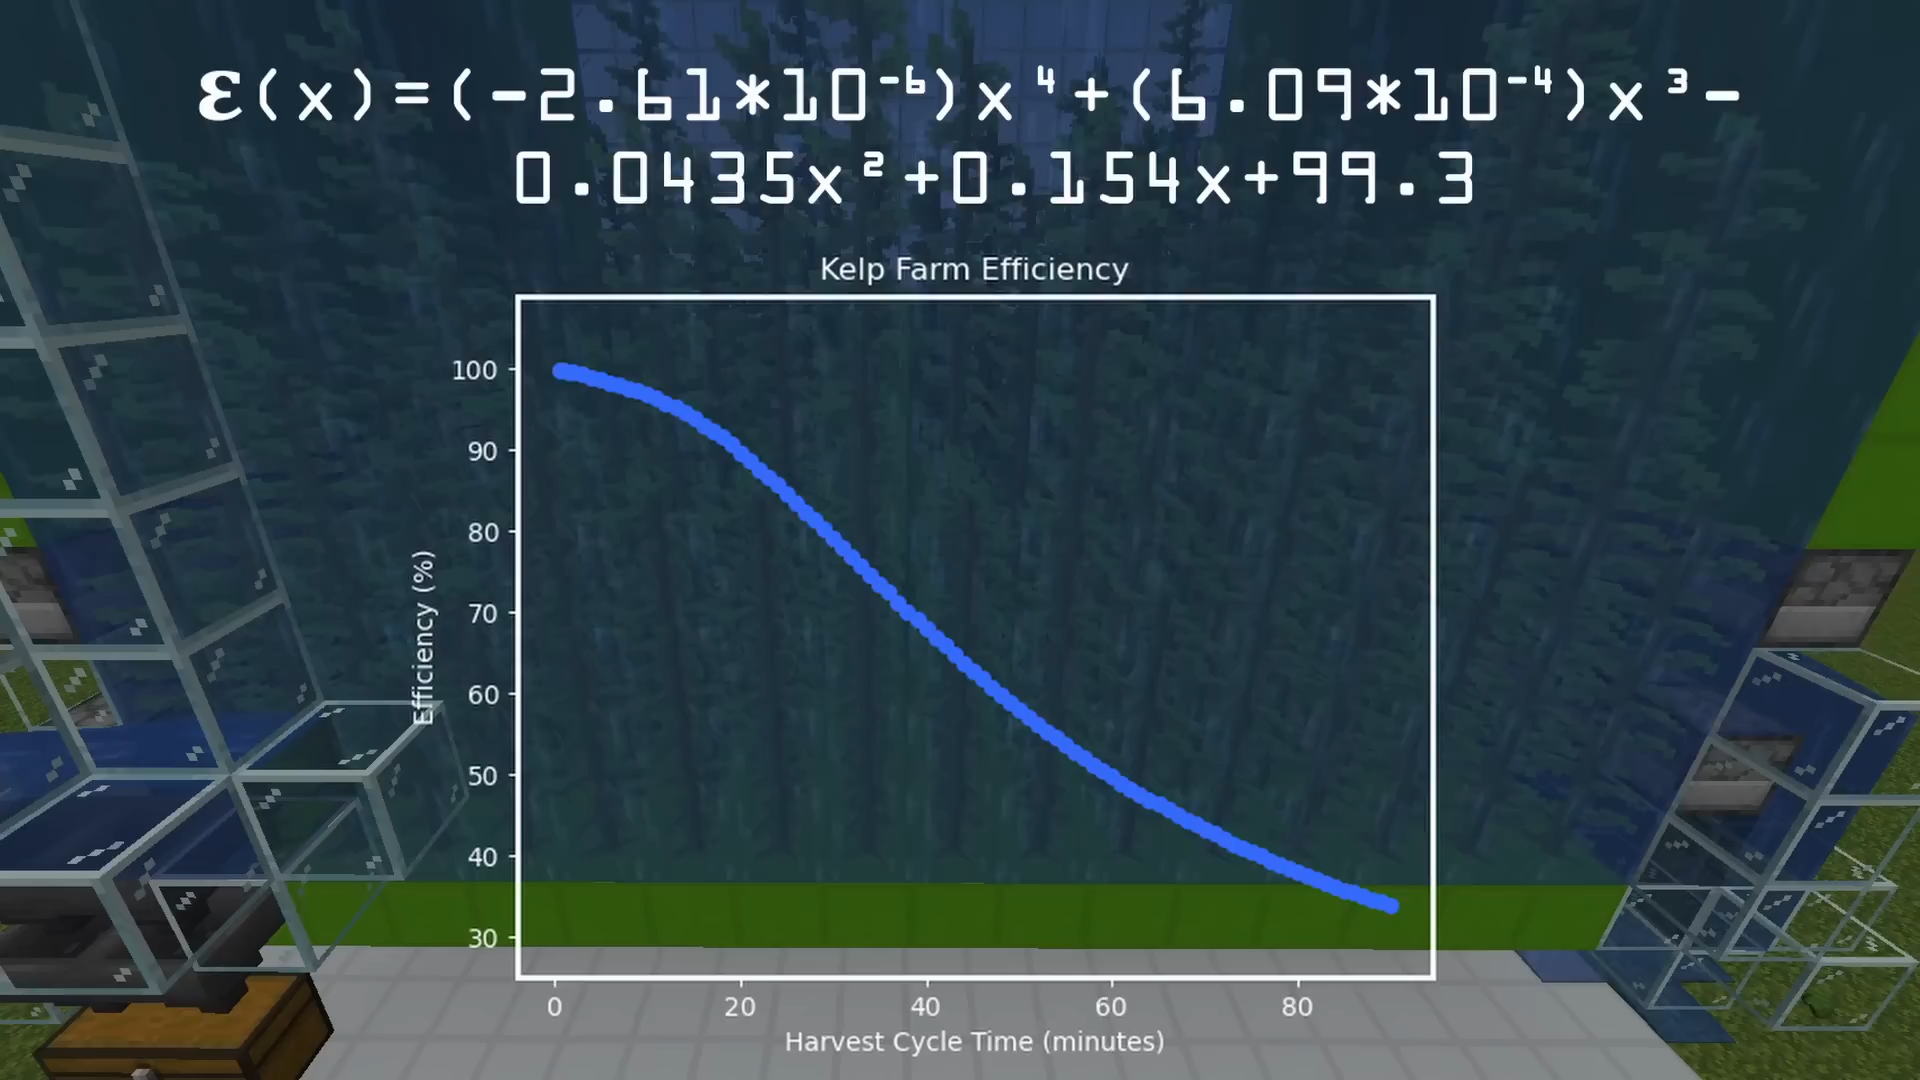 ε(x)=(-2.61*10⁻⁶)x⁴+(6.09*10⁻⁴)x³-
0.0435x²+0.154x+99.3
Kelp Farm Efficiency
100
90
80
70
60
50
40
30
Efficiency (%)
0 20 40 60 80
Harvest Cycle Time (minutes)